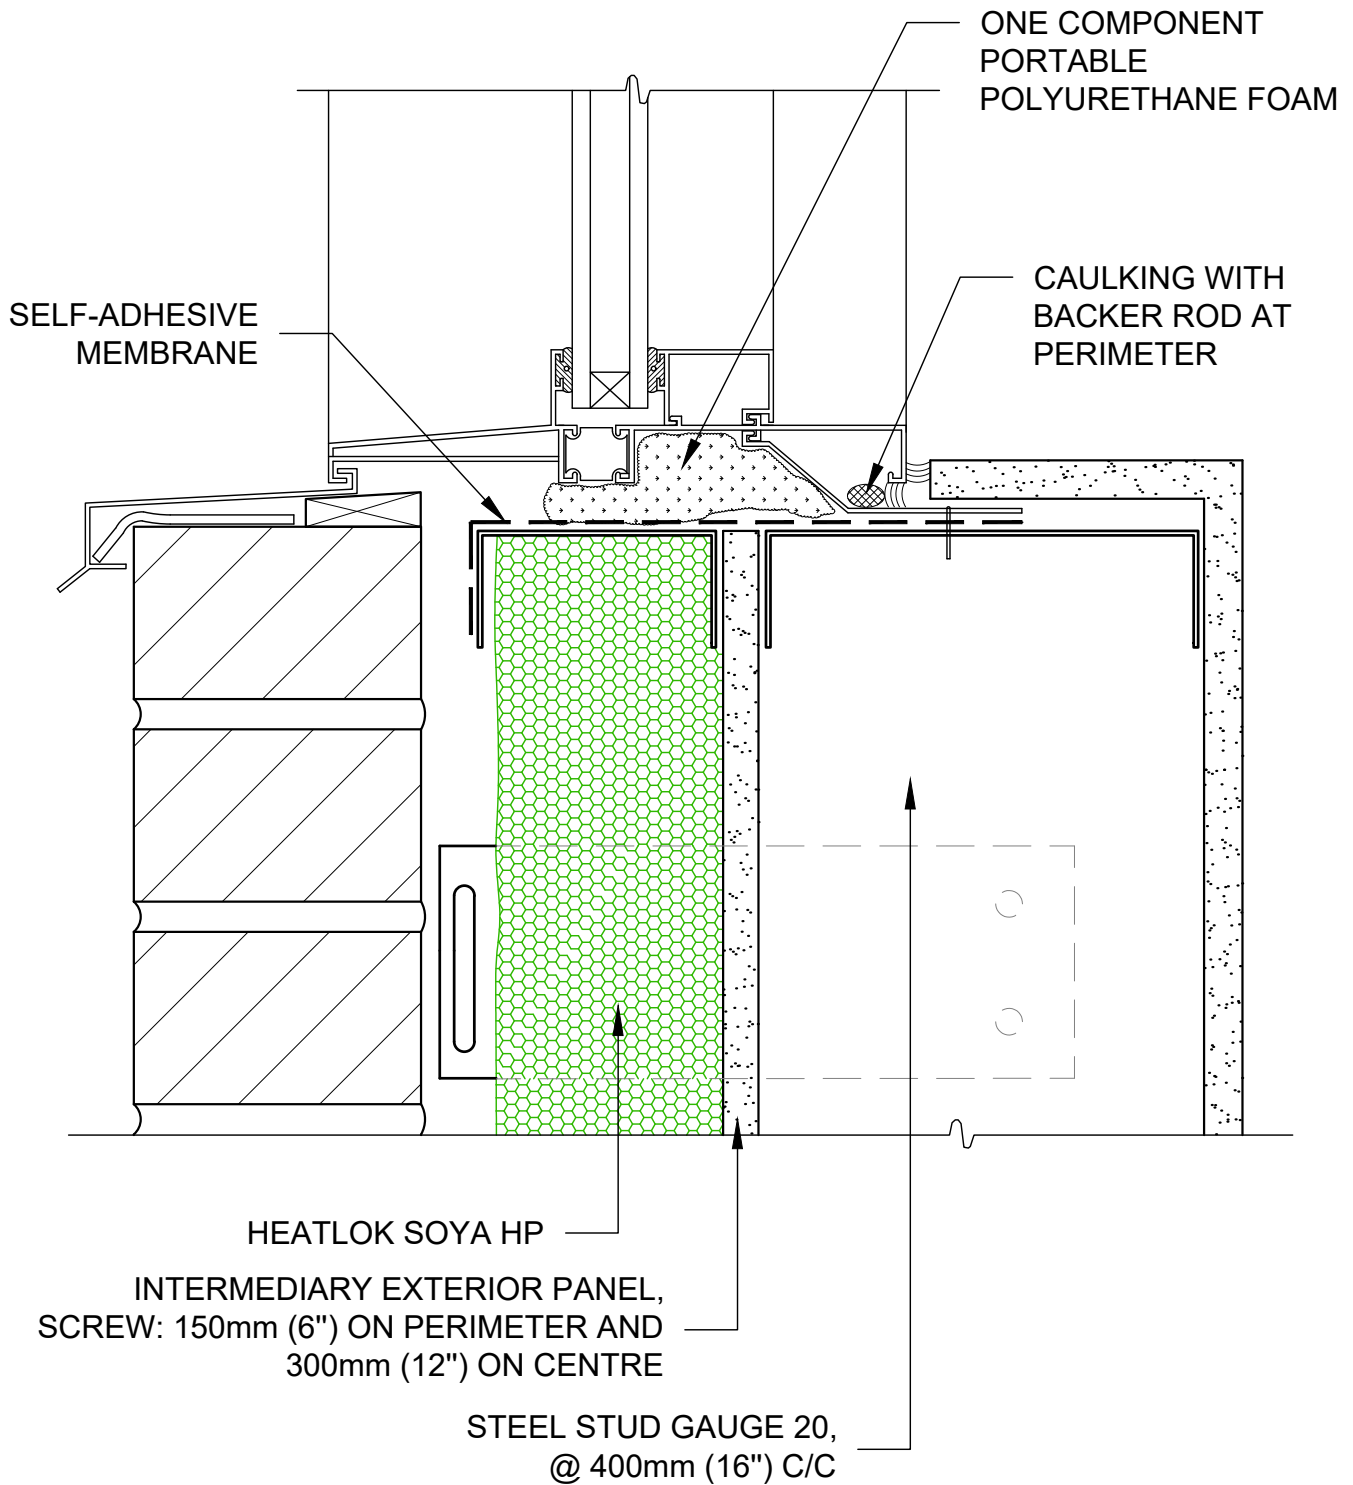 ONE COMPONENT
PORTABLE
POLYURETHANE FOAM
SELF-ADHESIVE
MEMBRANE
CAULKING WITH
BACKER ROD AT
PERIMETER
HEATLOK SOYA HP
INTERMEDIARY EXTERIOR PANEL,
SCREW: 150mm (6") ON PERIMETER AND
300mm (12") ON CENTRE
STEEL STUD GAUGE 20,
@ 400mm (16") C/C